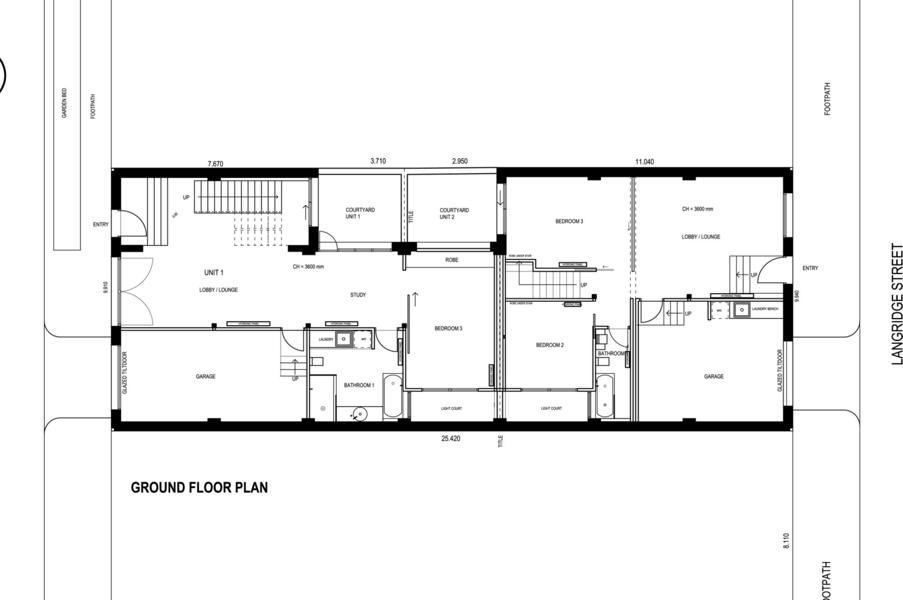 GARDEN BED
FOOTPATH
FOOTPATH
7.670
3.710
2.950
11.040
UP
COURTYARD
UNIT 1
TITLE
COURTYARD
UNIT 2
BEDROOM 3
CH = 3600 mm
LOBBY / LOUNGE
ENTRY
ENTRY
UNIT 1
LOBBY / LOUNGE
CH = 3600 mm
ROBE
STUDY
UP
UP
9.910
9.940
LANGRIDGE STREET
BEDROOM 3
BEDROOM 2
LAUNDRY
UP
LAUNDRY BENCH
GLAZED TILTDOOR
GARAGE
UP
BATHROOM 1
BATHROOM
GARAGE
GLAZED TILTDOOR
LIGHT COURT
LIGHT COURT
25.420
TITLE
GROUND FLOOR PLAN
8.110
OOTPATH